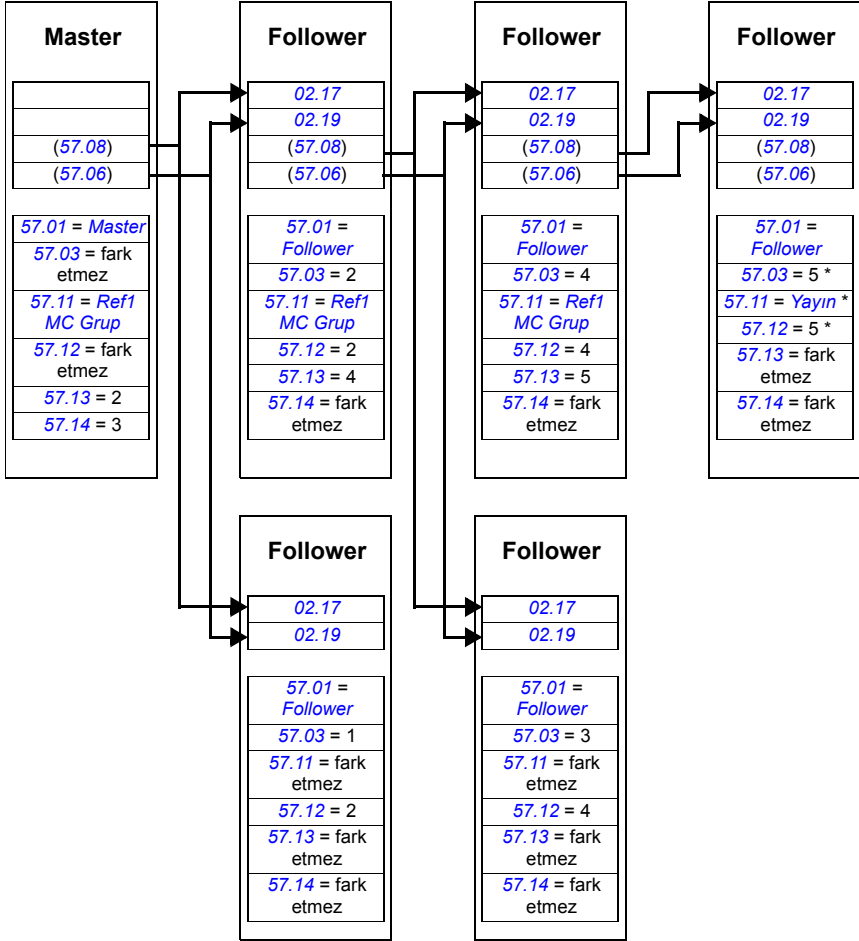 Master
(57.08)
(57.06)
57.01 = Master
57.03 = fark
etmez
57.11 = Ref1
MC Grup
57.12 = fark
etmez
57.13 = 2
57.14 = 3
Follower
02.17
02.19
(57.08)
(57.06)
57.01 =
Follower
57.03 = 2
57.11 = Ref1
MC Grup
57.12 = 2
57.13 = 4
57.14 = fark
etmez
Follower
02.17
02.19
(57.08)
(57.06)
57.01 =
Follower
57.03 = 4
57.11 = Ref1
MC Grup
57.12 = 4
57.13 = 5
57.14 = fark
etmez
Follower
02.17
02.19
(57.08)
(57.06)
57.01 =
Follower
57.03 = 5 *
57.11 = Yayın *
57.12 = 5 *
57.13 = fark
etmez
57.14 = fark
etmez
Follower
02.17
02.19
57.01 =
Follower
57.03 = 1
57.11 = fark
etmez
57.12 = 2
57.13 = fark
etmez
57.14 = fark
etmez
Follower
02.17
02.19
57.01 =
Follower
57.03 = 3
57.11 = fark
etmez
57.12 = 4
57.13 = fark
etmez
57.14 = fark
etmez